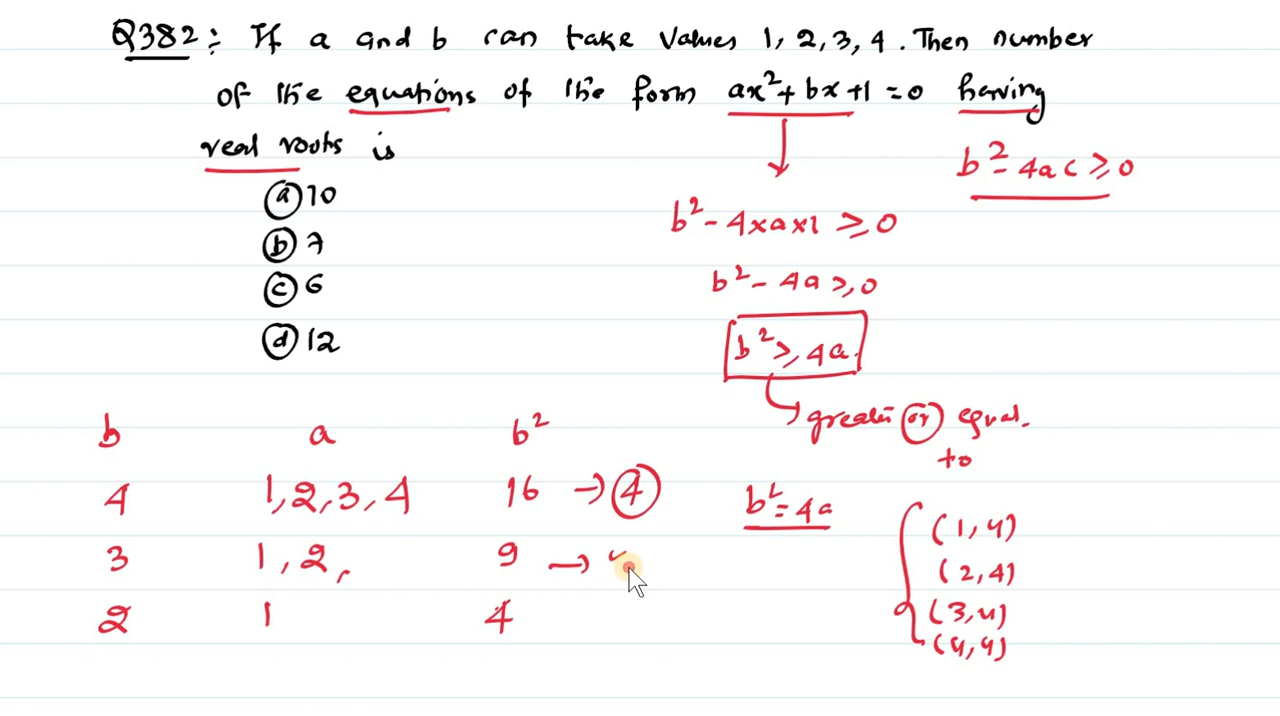 Q382: If a and b can take values 1, 2, 3, 4. Then number
of the equations of the form ax²+ bx +1 = 0 having
real roots is
b² - 4ac ≥ 0
(a) 10
b² - 4×a×1 ≥ 0
(b) 7
b² - 4a ≥ 0
(c) 6
(d) 12
b² ≥ 4a.
greater (or) equal.
to
b a b²
4 1, 2, 3, 4 16 → (4)
b² = 4a
(1, 4)
3 1, 2, 9 →
(2, 4)
2 1 4
(3, 4)
(4, 4)